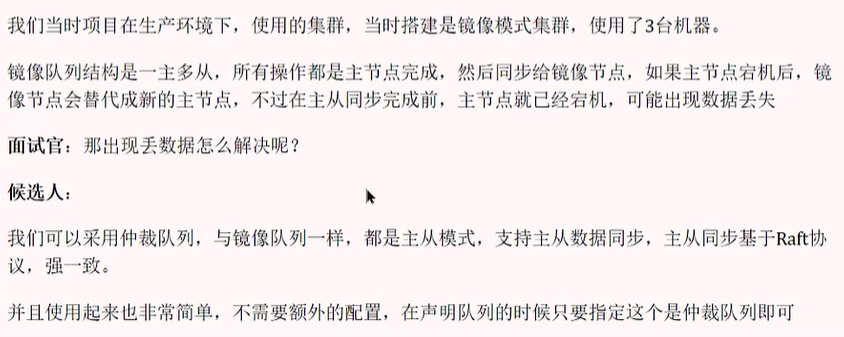 我们当时项目在生产环境下，使用的集群，当时搭建是镜像模式集群，使用了3台机器。
镜像队列结构是一主多从，所有操作都是主节点完成，然后同步给镜像节点，如果主节点宕机后，镜
像节点会替代成新的主节点，不过在主从同步完成前，主节点就已经宕机，可能出现数据丢失
面试官：那出现丢数据怎么解决呢？
候选人：
我们可以采用仲裁队列，与镜像队列一样，都是主从模式，支持主从数据同步，主从同步基于Raft协
议，强一致。
并且使用起来也非常简单，不需要额外的配置，在声明队列的时候只要指定这个是仲裁队列即可